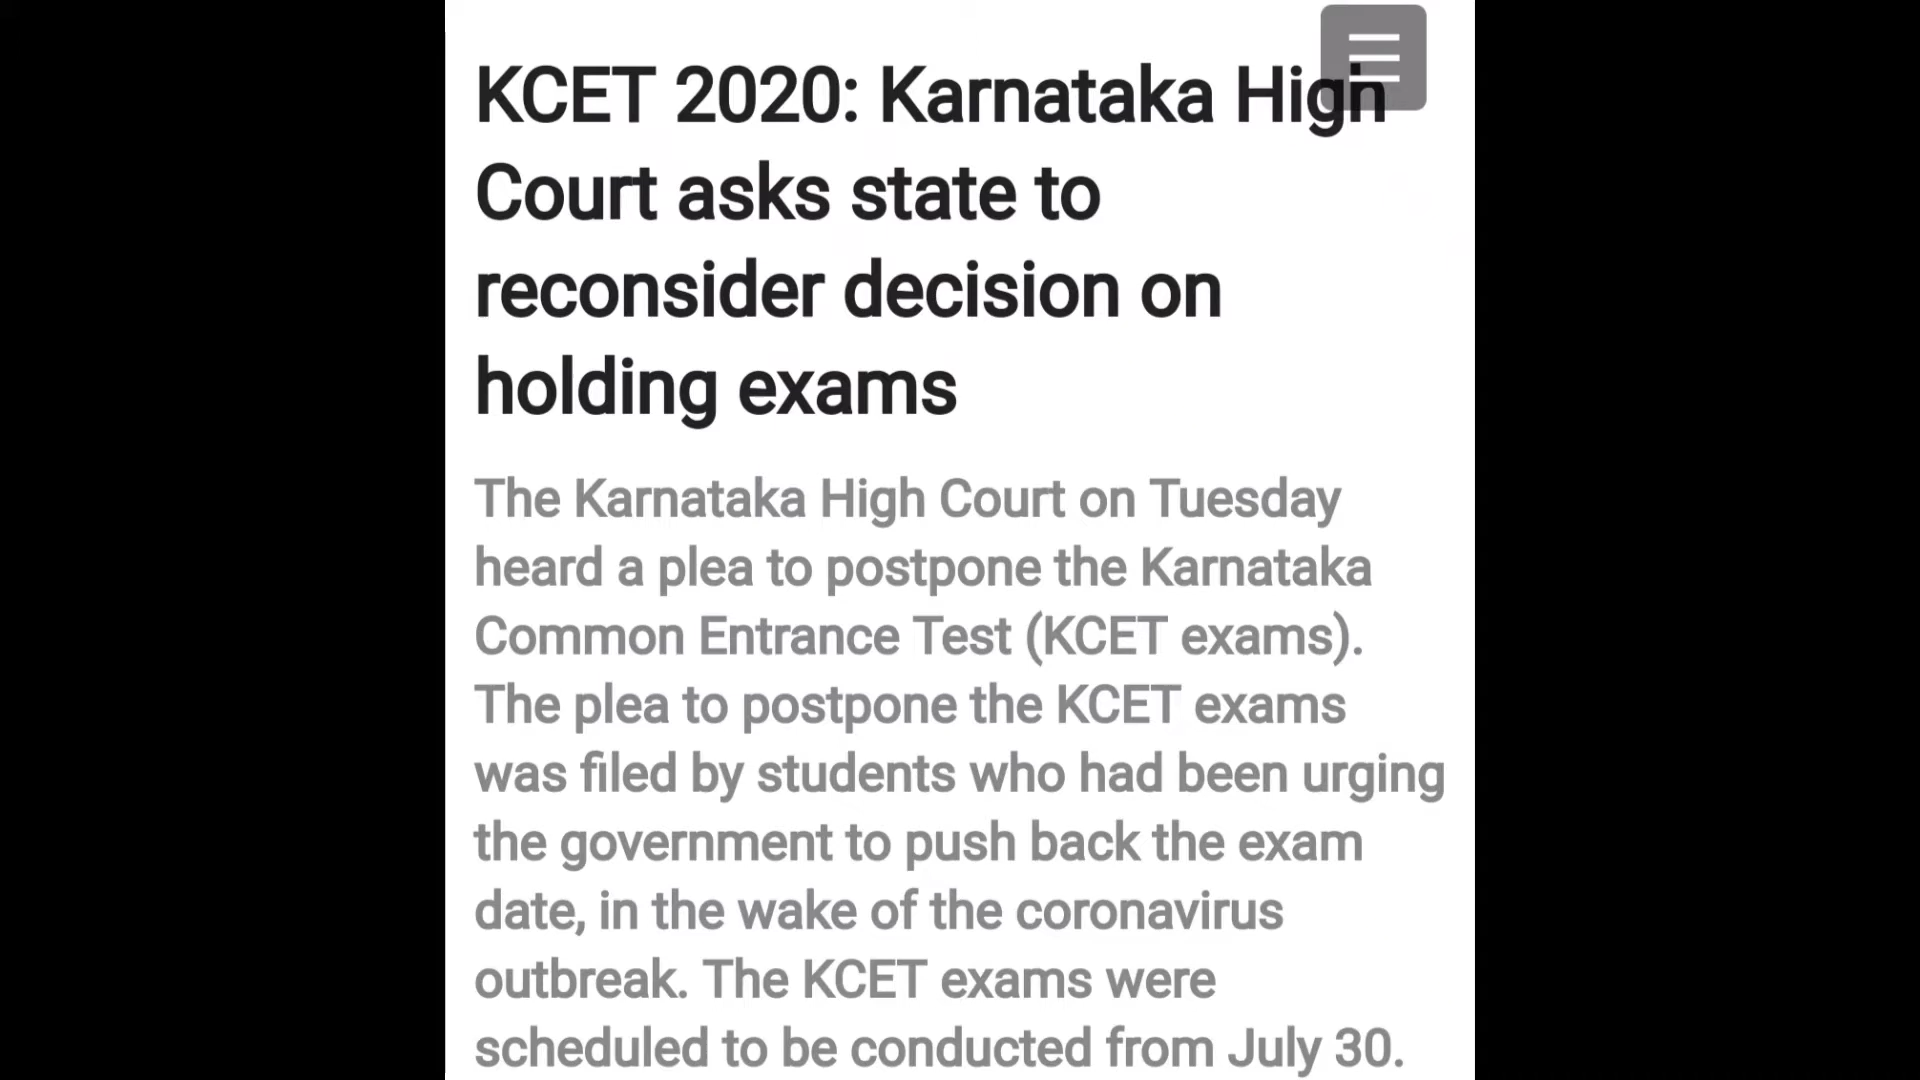 KCET 2020: Karnataka High
Court asks state to
reconsider decision on
holding exams
The Karnataka High Court on Tuesday
heard a plea to postpone the Karnataka
Common Entrance Test (KCET exams).
The plea to postpone the KCET exams
was filed by students who had been urging
the government to push back the exam
date, in the wake of the coronavirus
outbreak. The KCET exams were
scheduled to be conducted from July 30.